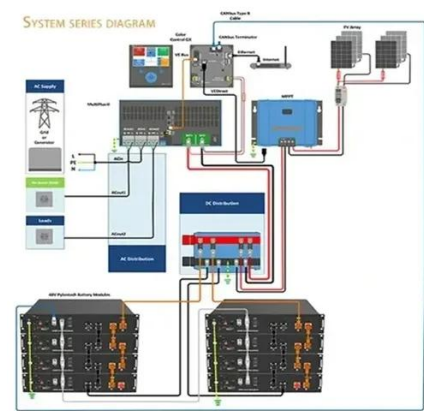 SYSTEM SERIES DIAGRAM
CANbus Type B
Cable
Color
Control GX
CANbus Terminator
VE.Bus
Ethernet
Internet
PV Array
AC Supply
Grid
or
Generator
MultiPlus-II
VE.Direct
MPPT
L
PE
N
ACin
ACout1
Loads
ACout2
AC Distribution
DC Distribution
48V Pylontech Battery Modules